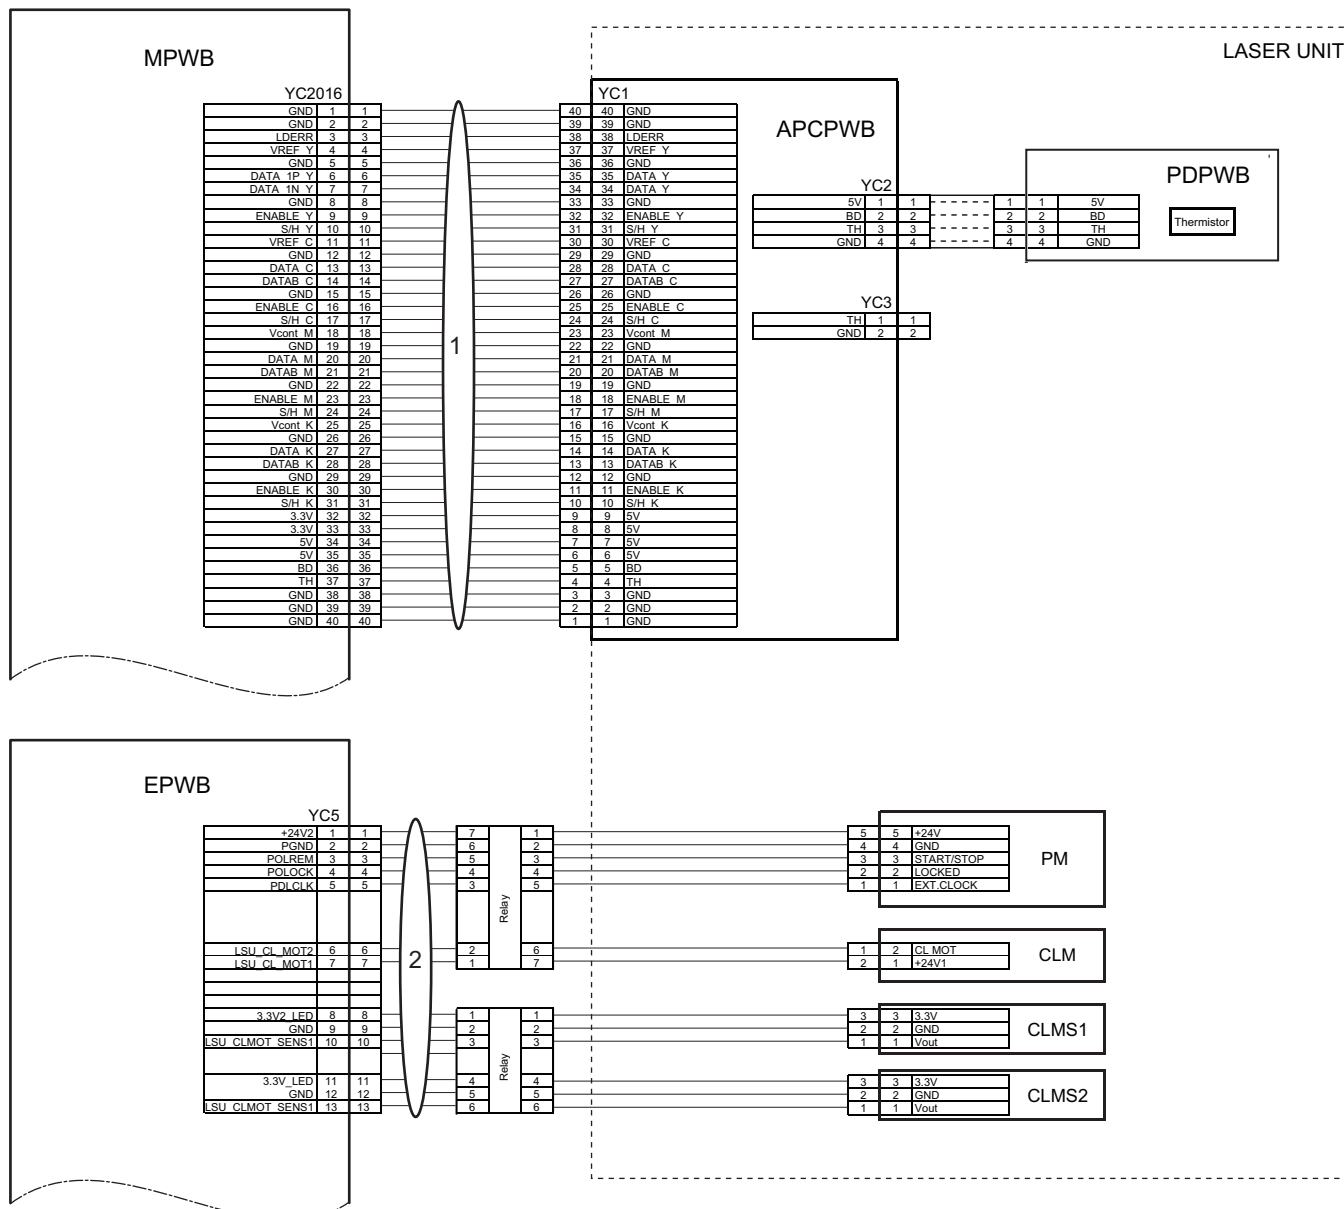 LASER UNIT
MPWB
YC2016
YC1
APCPWB
GND 1 1 40 40 GND
GND 2 2 39 39 GND
LDERR 3 3 38 38 LDERR
VREF_Y 4 4 37 37 VREF_Y
GND 5 5 36 36 GND
DATA_1P_Y 6 6 35 35 DATA_Y
DATA_1N_Y 7 7 34 34 DATA_Y
GND 8 8 33 33 GND
ENABLE_Y 9 9 32 32 ENABLE_Y
S/H_Y 10 10 31 31 S/H_Y
VREF_C 11 11 30 30 VREF_C
GND 12 12 29 29 GND
DATA_C 13 13 28 28 DATA_C
DATAB_C 14 14 27 27 DATAB_C
GND 15 15 26 26 GND
ENABLE_C 16 16 25 25 ENABLE_C
S/H_C 17 17 24 24 S/H_C
Vcont_M 18 18 23 23 Vcont_M
GND 19 19 22 22 GND
DATA_M 20 20 21 21 DATA_M
DATAB_M 21 21 20 20 DATAB_M
GND 22 22 19 19 GND
ENABLE_M 23 23 18 18 ENABLE_M
S/H_M 24 24 17 17 S/H_M
Vcont_K 25 25 16 16 Vcont_K
GND 26 26 15 15 GND
DATA_K 27 27 14 14 DATA_K
DATAB_K 28 28 13 13 DATAB_K
GND 29 29 12 12 GND
ENABLE_K 30 30 11 11 ENABLE_K
S/H_K 31 31 10 10 S/H_K
3.3V 32 32 9 9 5V
3.3V 33 33 8 8 5V
5V 34 34 7 7 5V
5V 35 35 6 6 5V
BD 36 36 5 5 BD
TH 37 37 4 4 TH
GND 38 38 3 3 GND
GND 39 39 2 2 GND
GND 40 40 1 1 GND
1
YC2
PDPWB
Thermistor
5V 1 1 1 1 5V
BD 2 2 2 2 BD
TH 3 3 3 3 TH
GND 4 4 4 4 GND
YC3
TH 1 1
GND 2 2
EPWB
YC5
+24V2 1 1 7 1 5 5 +24V
PGND 2 2 6 2 4 4 GND
POLREM 3 3 5 3 3 3 START/STOP
POLOCK 4 4 4 4 2 2 LOCKED
PDLCLK 5 5 3 5 1 1 EXT.CLOCK
PM
Relay
LSU_CL_MOT2 6 6 2 6 1 2 CL MOT
LSU_CL_MOT1 7 7 1 7 2 1 +24V1
CLM
2
3.3V2_LED 8 8 1 1 3 3 3.3V
GND 9 9 2 2 2 2 GND
LSU_CLMOT_SENS1 10 10 3 3 1 1 Vout
CLMS1
Relay
3.3V_LED 11 11 4 4 3 3 3.3V
GND 12 12 5 5 2 2 GND
LSU_CLMOT_SENS1 13 13 6 6 1 1 Vout
CLMS2